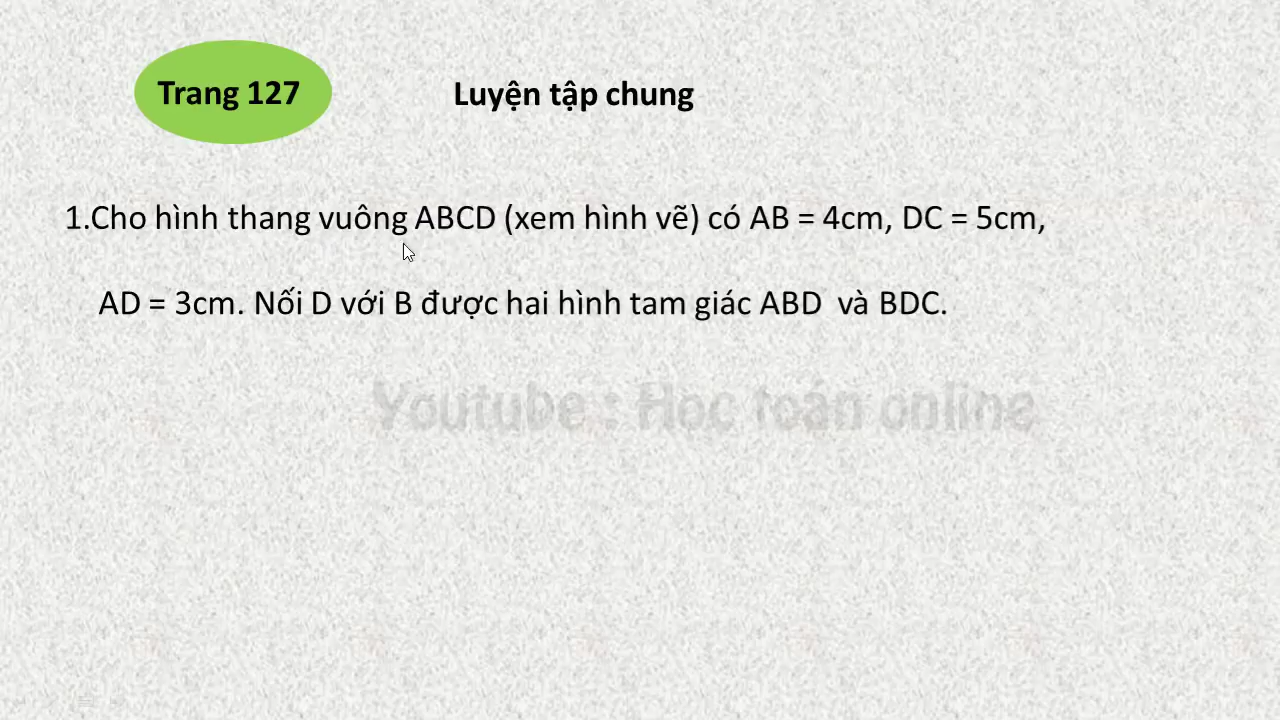 Trang 127
Luyện tập chung
1.Cho hình thang vuông ABCD (xem hình vẽ) có AB = 4cm, DC = 5cm,
AD = 3cm. Nối D với B được hai hình tam giác ABD và BDC.
Youtube : Học toán online